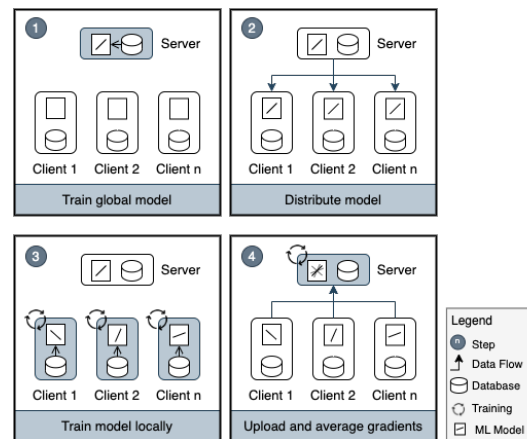 1
Server
Client 1 Client 2 Client n
Train global model
2
Server
Client 1 Client 2 Client n
Distribute model
3
Server
Client 1 Client 2 Client n
Train model locally
4
Server
Client 1 Client 2 Client n
Upload and average gradients
Legend
n Step
Data Flow
Database
Training
ML Model